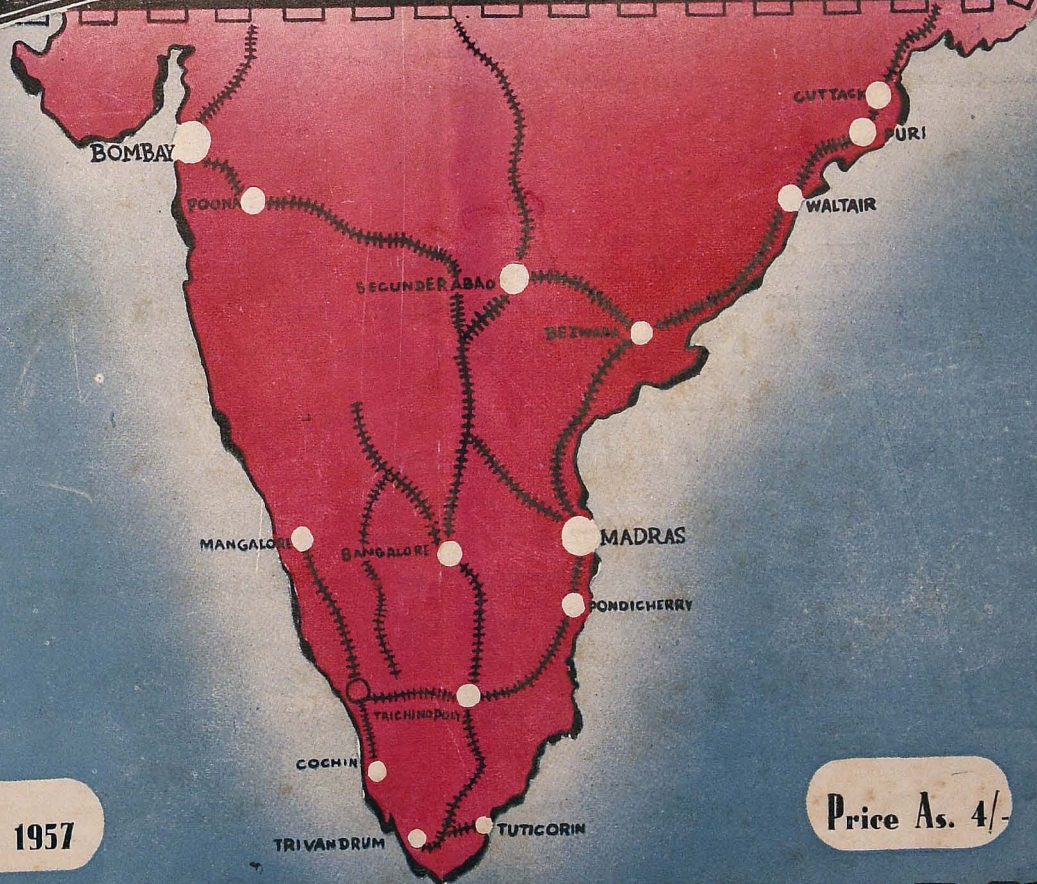 CUTTACK
PURI
BOMBAY
POONA
WALTAIR
SECUNDERABAD
BEZWADA
MANGALORE
BANGALORE
MADRAS
PONDICHERRY
TRICHINOPOLY
COCHIN
TRIVANDRUM
TUTICORIN
1957
Price As. 4/-